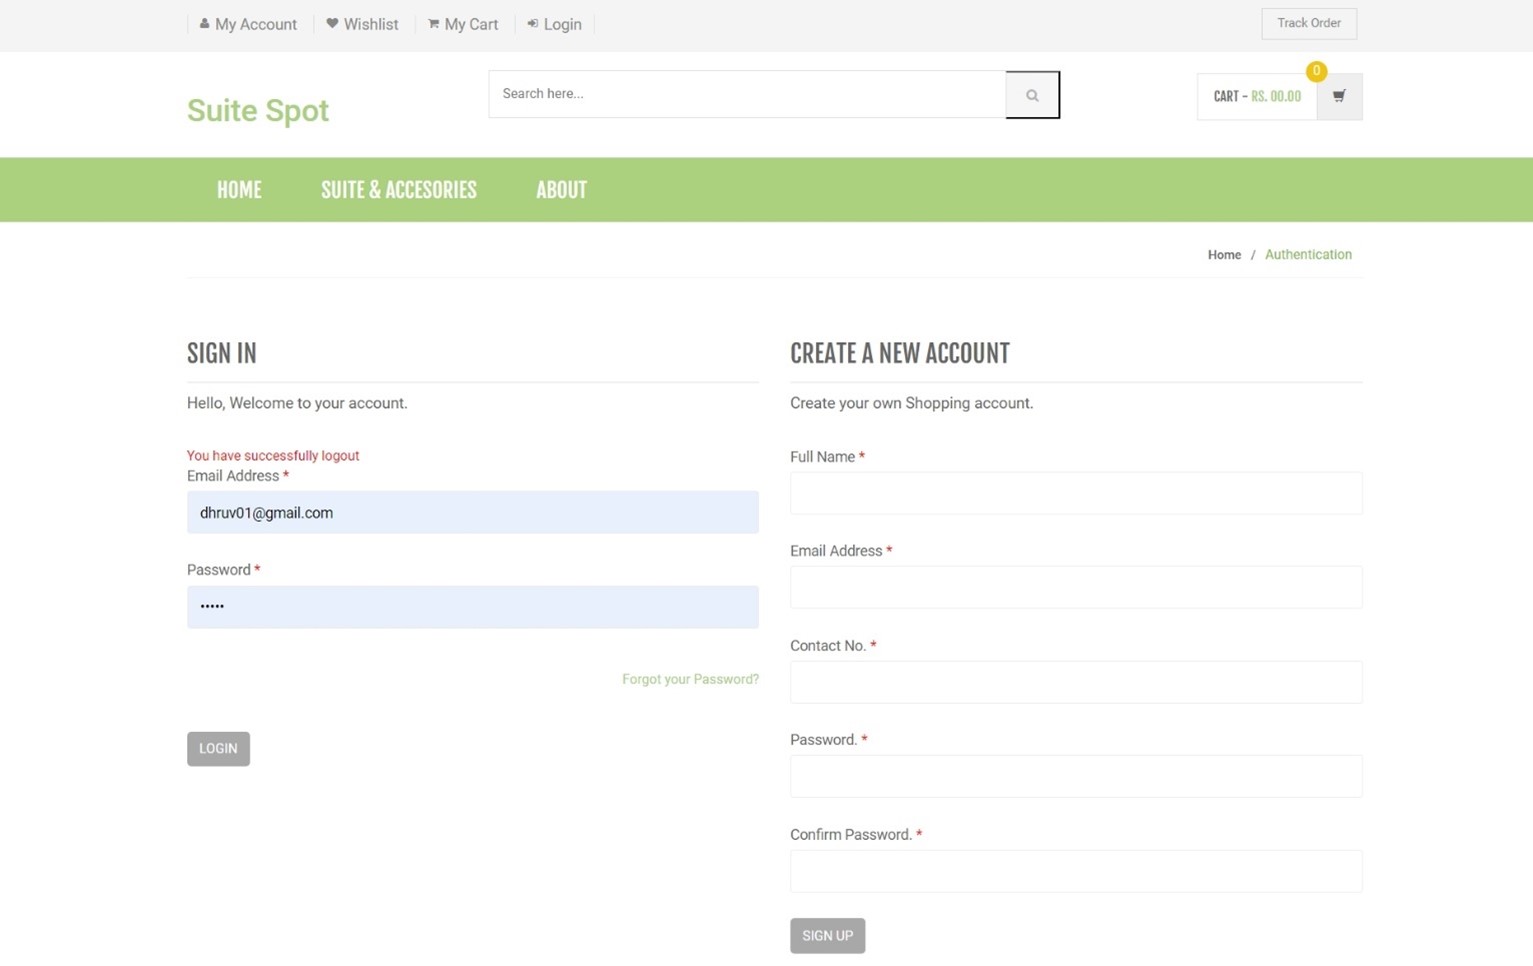 My Account
Wishlist
My Cart
Login
Track Order
Suite Spot
Search here...
0
CART - RS. 00.00
HOME
SUITE & ACCESORIES
ABOUT
Home / Authentication
SIGN IN
Hello, Welcome to your account.
You have successfully logout
Email Address *
dhruv01@gmail.com
Password *
•••••
Forgot your Password?
LOGIN
CREATE A NEW ACCOUNT
Create your own Shopping account.
Full Name *
Email Address *
Contact No. *
Password. *
Confirm Password. *
SIGN UP